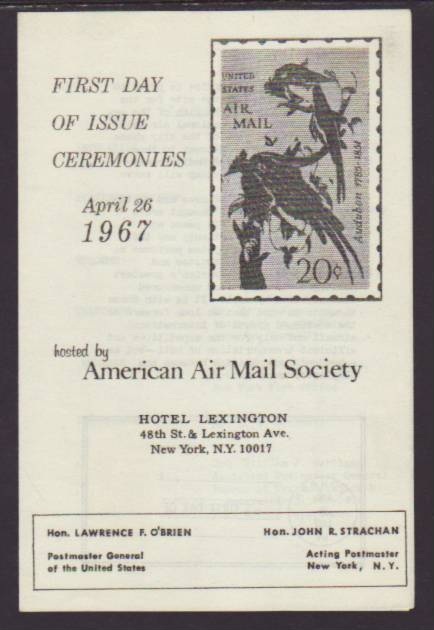 FIRST DAY
OF ISSUE
CEREMONIES
April 26
1967
UNITED
STATES
AIR
MAIL
Audubon 1785-1851
20¢
hosted by
American Air Mail Society
HOTEL LEXINGTON
48th St. & Lexington Ave.
New York, N.Y. 10017
Hon. LAWRENCE F. O'BRIEN
Postmaster General
of the United States
Hon. JOHN R. STRACHAN
Acting Postmaster
New York, N. Y.